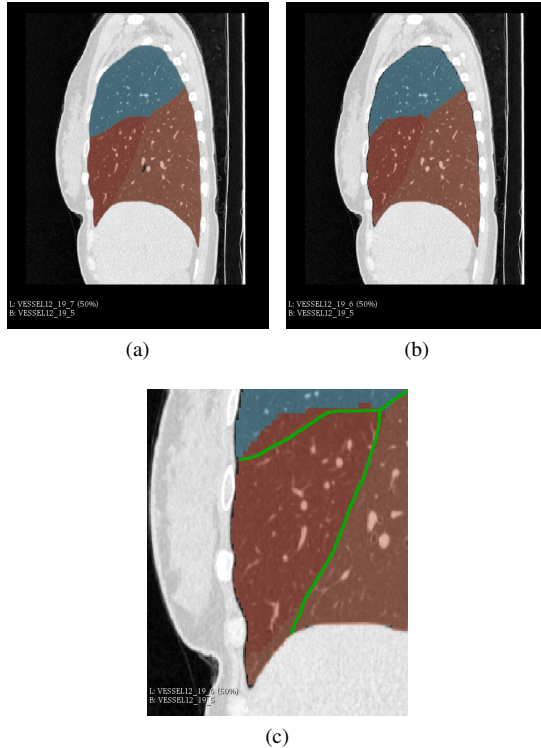 L: VESSEL12_19_7 (50%)
B: VESSEL12_19_5
L: VESSEL12_19_6 (50%)
B: VESSEL12_19_5
(a)
(b)
L: VESSEL12_19_6 (50%)
B: VESSEL12_19_5
(c)